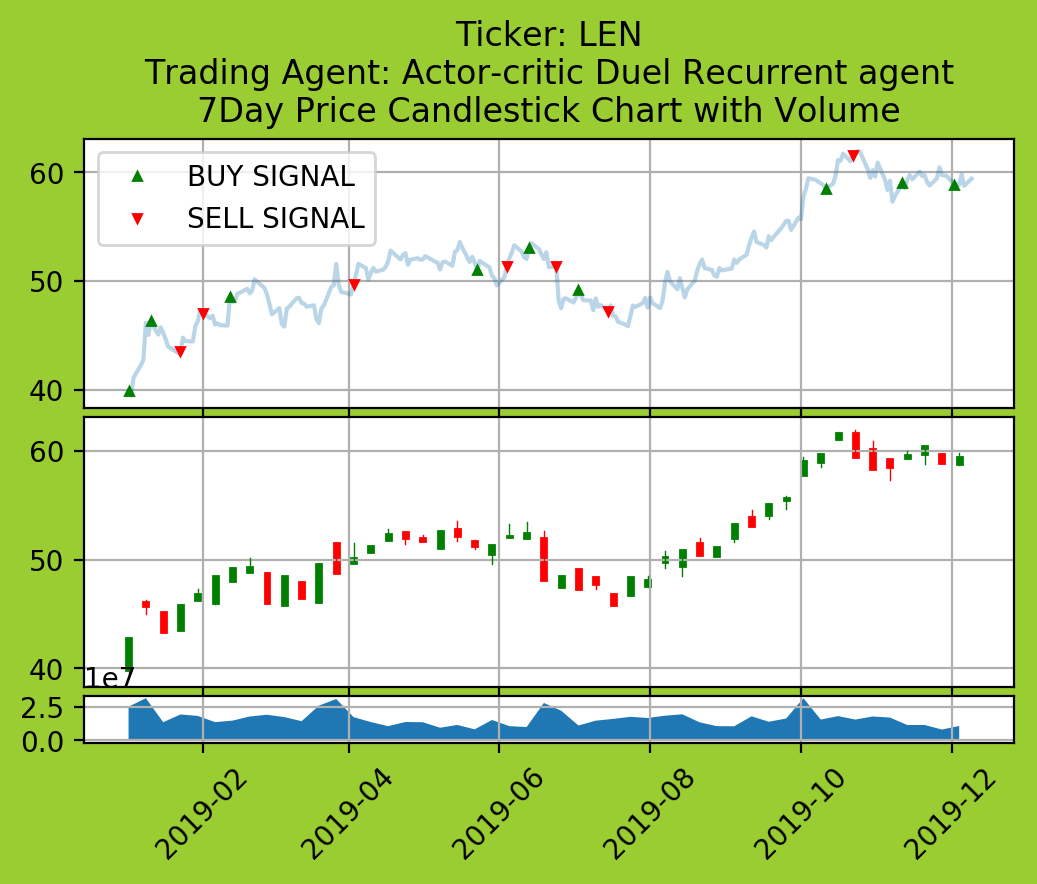 Ticker: LEN
Trading Agent: Actor-critic Duel Recurrent agent
7Day Price Candlestick Chart with Volume
BUY SIGNAL
SELL SIGNAL
60
50
40
60
50
40
1e7
2.5
0.0
2019-02
2019-04
2019-06
2019-08
2019-10
2019-12